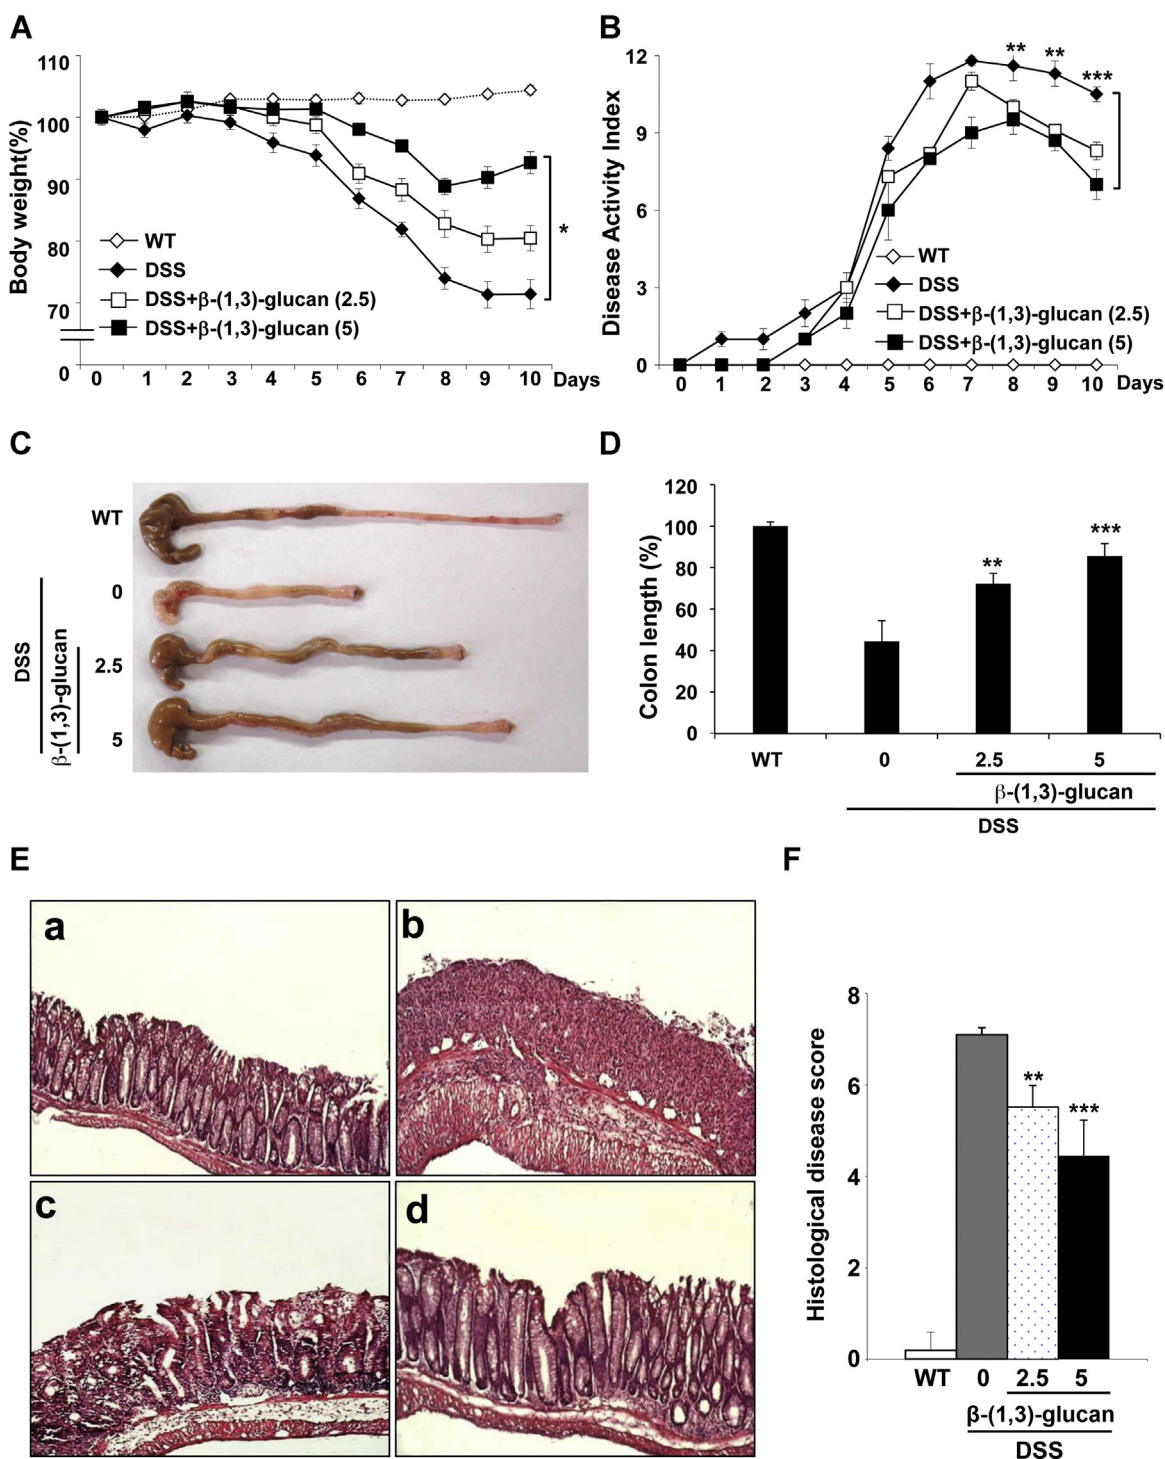 A
110
100
90
80
70
0
Body weight(%)
WT
DSS
DSS+β-(1,3)-glucan (2.5)
DSS+β-(1,3)-glucan (5)
*
0 1 2 3 4 5 6 7 8 9 10 Days
B
12
9
6
3
0
Disease Activity Index
** ** ***
WT
DSS
DSS+β-(1,3)-glucan (2.5)
DSS+β-(1,3)-glucan (5)
0 1 2 3 4 5 6 7 8 9 10 Days
C
WT
0
2.5
5
DSS
β-(1,3)-glucan
D
120
100
80
60
40
20
0
Colon length (%)
**
***
WT 0 2.5 5
β-(1,3)-glucan
DSS
E
a
b
c
d
F
8
6
4
2
0
Histological disease score
**
***
WT 0 2.5 5
β-(1,3)-glucan
DSS